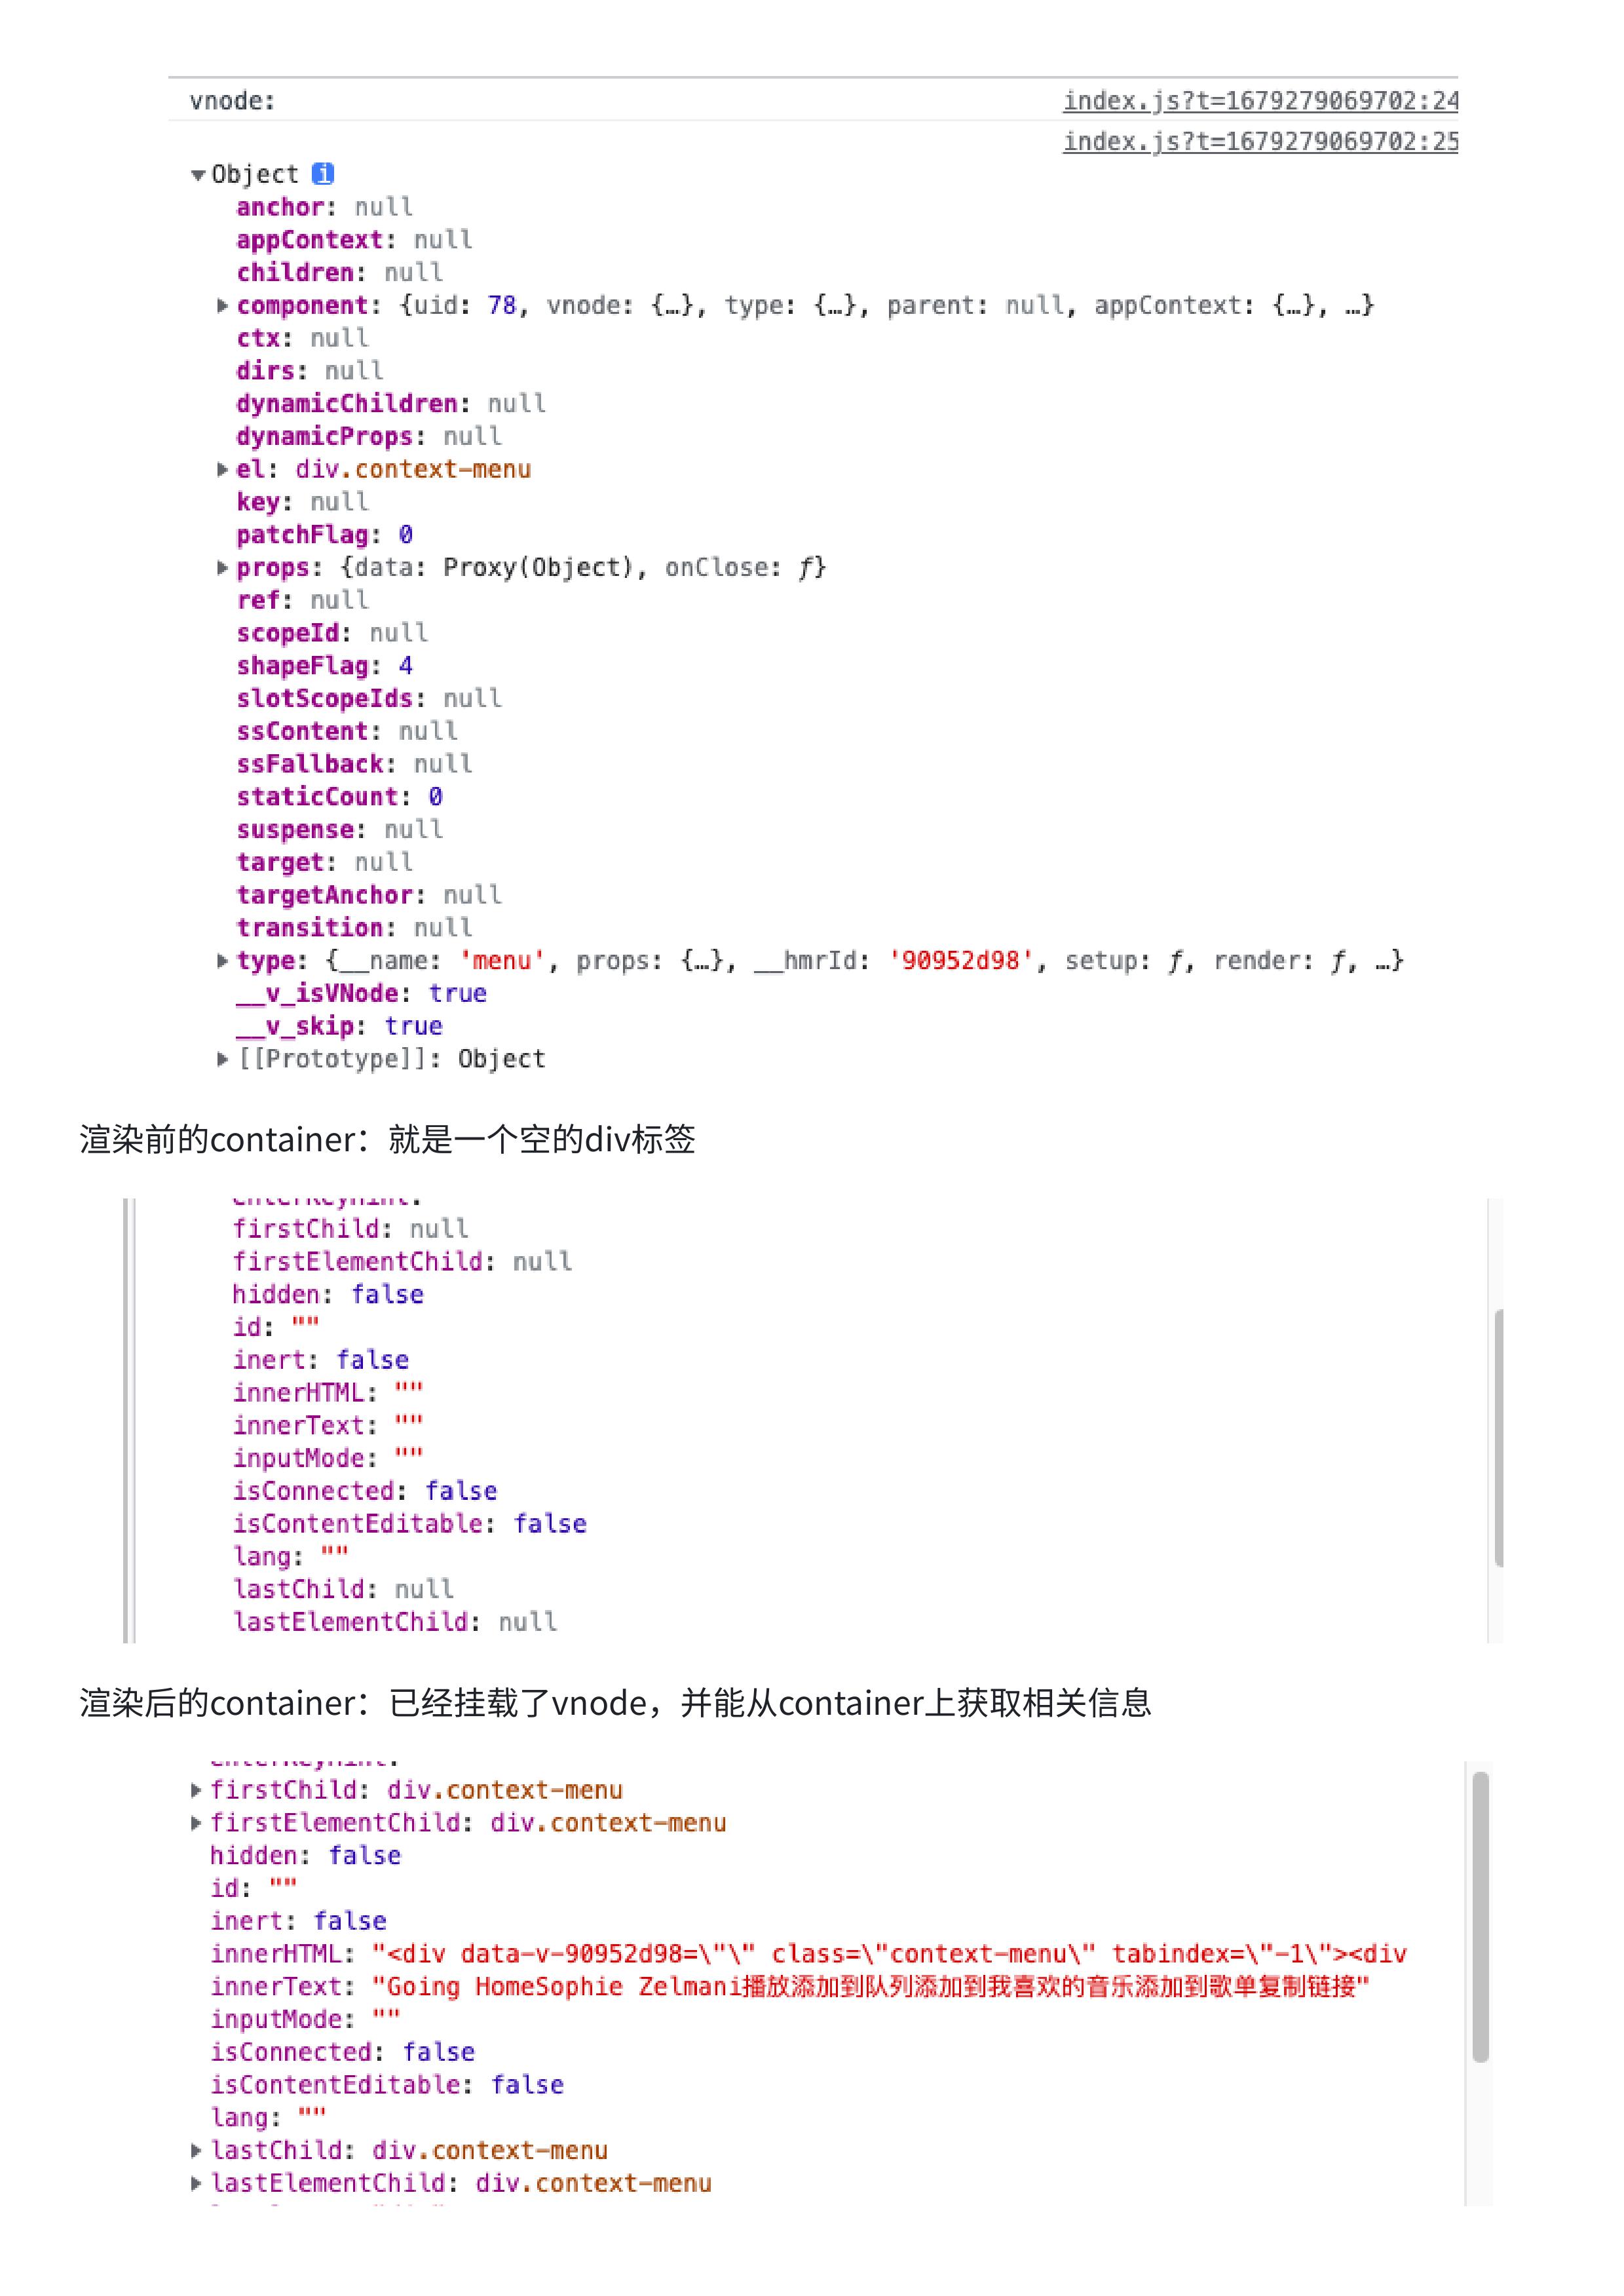 vnode: index.js?t=1679279069702:24
index.js?t=1679279069702:25
▼Object i
anchor: null
appContext: null
children: null
▶component: {uid: 78, vnode: {…}, type: {…}, parent: null, appContext: {…}, …}
ctx: null
dirs: null
dynamicChildren: null
dynamicProps: null
▶el: div.context-menu
key: null
patchFlag: 0
▶props: {data: Proxy(Object), onClose: ƒ}
ref: null
scopeId: null
shapeFlag: 4
slotScopeIds: null
ssContent: null
ssFallback: null
staticCount: 0
suspense: null
target: null
targetAnchor: null
transition: null
▶type: {__name: 'menu', props: {…}, __hmrId: '90952d98', setup: ƒ, render: ƒ, …}
__v_isVNode: true
__v_skip: true
▶[[Prototype]]: Object
渲染前的container：就是一个空的div标签
firstChild: null
firstElementChild: null
hidden: false
id: ""
inert: false
innerHTML: ""
innerText: ""
inputMode: ""
isConnected: false
isContentEditable: false
lang: ""
lastChild: null
lastElementChild: null
渲染后的container：已经挂载了vnode，并能从container上获取相关信息
▶firstChild: div.context-menu
▶firstElementChild: div.context-menu
hidden: false
id: ""
inert: false
innerHTML: "<div data-v-90952d98=\"\" class=\"context-menu\" tabindex=\"-1\"><div
innerText: "Going HomeSophie Zelmani播放添加到队列添加到我喜欢的音乐添加到歌单复制链接"
inputMode: ""
isConnected: false
isContentEditable: false
lang: ""
▶lastChild: div.context-menu
▶lastElementChild: div.context-menu